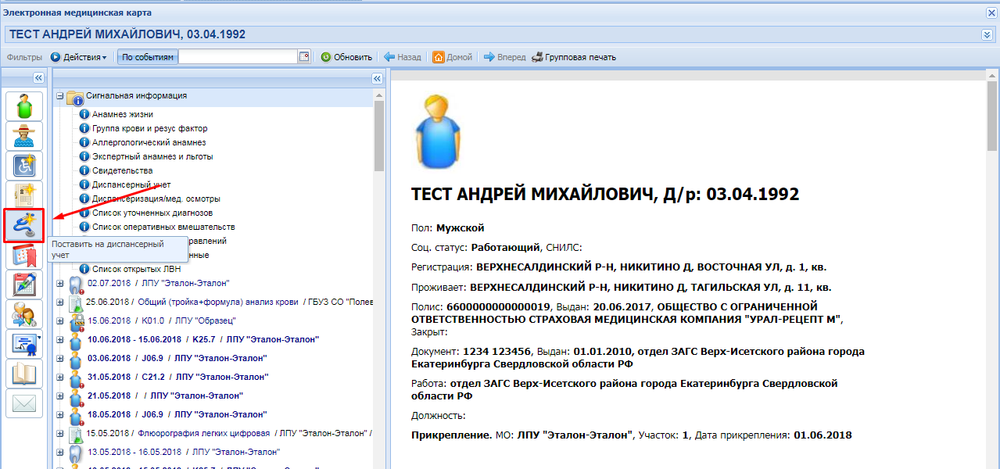 Электронная медицинская карта
ТЕСТ АНДРЕЙ МИХАЙЛОВИЧ, 03.04.1992
Фильтры Действия По событиям Обновить Назад Домой Вперед Групповая печать
Сигнальная информация
Анамнез жизни
Группа крови и резус фактор
Аллергологический анамнез
Экспертный анамнез и льготы
Свидетельства
Диспансерный учет
Диспансеризация/мед. осмотры
Список уточненных диагнозов
Список оперативных вмешательств
равлений
нные
Список открытых ЛВН
Поставить на диспансерный
учет
02.07.2018 / ЛПУ "Эталон-Эталон"
25.06.2018 / Общий (тройка+формула) анализ крови / ГБУЗ СО "Полев
15.06.2018 / K01.0 / ЛПУ "Образец"
10.06.2018 - 15.06.2018 / K25.7 / ЛПУ "Эталон-Эталон"
03.06.2018 / J06.9 / ЛПУ "Эталон-Эталон"
31.05.2018 / C21.2 / ЛПУ "Эталон-Эталон"
21.05.2018 / / ЛПУ "Эталон-Эталон"
18.05.2018 / J06.9 / ЛПУ "Эталон-Эталон"
15.05.2018 / Флюорография легких цифровая / ЛПУ "Эталон-Эталон" /
13.05.2018 - 16.05.2018 / ЛПУ "Эталон-Эталон"
ТЕСТ АНДРЕЙ МИХАЙЛОВИЧ, Д/р: 03.04.1992
Пол: Мужской
Соц. статус: Работающий, СНИЛС:
Регистрация: ВЕРХНЕСАЛДИНСКИЙ Р-Н, НИКИТИНО Д, ВОСТОЧНАЯ УЛ, д. 1, кв.
Проживает: ВЕРХНЕСАЛДИНСКИЙ Р-Н, НИКИТИНО Д, ТАГИЛЬСКАЯ УЛ, д. 11, кв.
Полис: 6600000000000019, Выдан: 20.06.2017, ОБЩЕСТВО С ОГРАНИЧЕННОЙ
ОТВЕТСТВЕННОСТЬЮ СТРАХОВАЯ МЕДИЦИНСКАЯ КОМПАНИЯ "УРАЛ-РЕЦЕПТ М",
Закрыт:
Документ: 1234 123456, Выдан: 01.01.2010, отдел ЗАГС Верх-Исетского района города
Екатеринбурга Свердловской области РФ
Работа: отдел ЗАГС Верх-Исетского района города Екатеринбурга Свердловской
области РФ
Должность:
Прикрепление. МО: ЛПУ "Эталон-Эталон", Участок: 1, Дата прикрепления: 01.06.2018